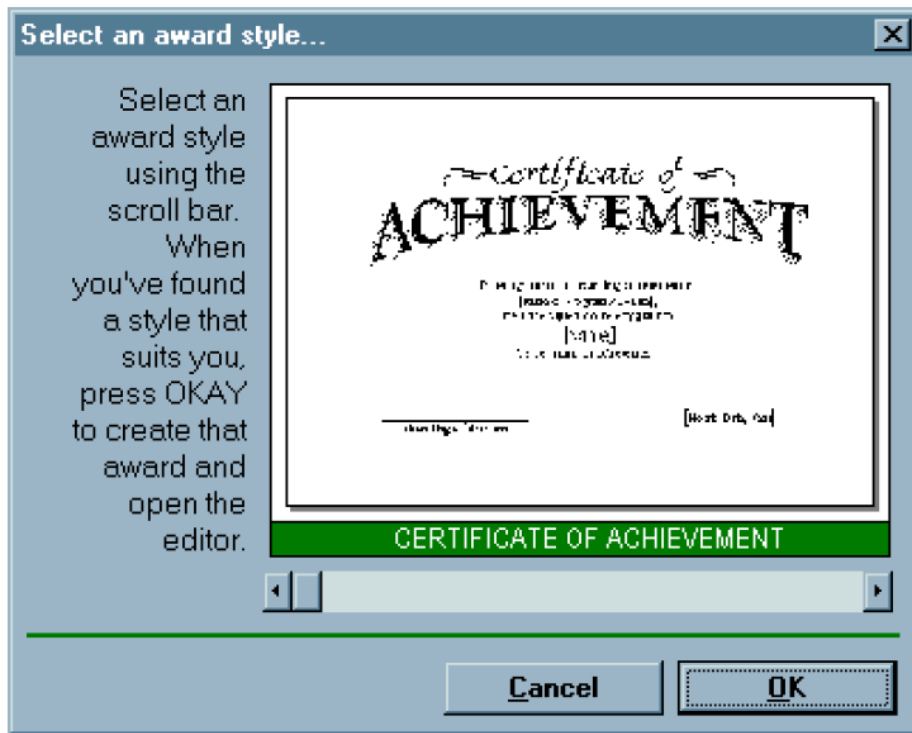 Select an award style...
Select an
award style
using the
scroll bar.
When
you've found
a style that
suits you,
press OKAY
to create that
award and
open the
editor.
Certificate of
ACHIEVEMENT
[Name]
CERTIFICATE OF ACHIEVEMENT
Cancel
OK